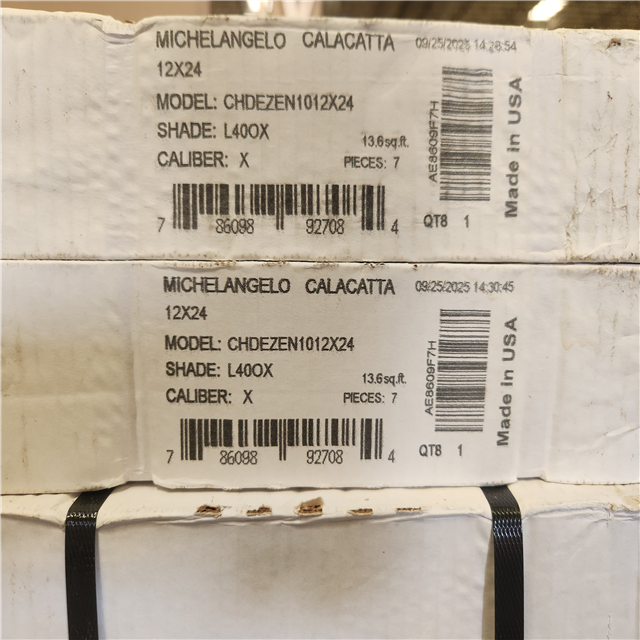 MICHELANGELO CALACATTA 09/25/2025 14:26:54
12X24
MODEL: CHDEZEN1012X24
SHADE: L40OX
13.6 sq.ft.
CALIBER: X PIECES: 7
AE8609F7H
Made in USA
7 86098 92708 4
QT8 1
MICHELANGELO CALACATTA 09/25/2025 14:30:45
12X24
MODEL: CHDEZEN1012X24
SHADE: L40OX
13.6 sq.ft.
CALIBER: X PIECES: 7
AE8609F7H
Made in USA
7 86098 92708 4
QT8 1